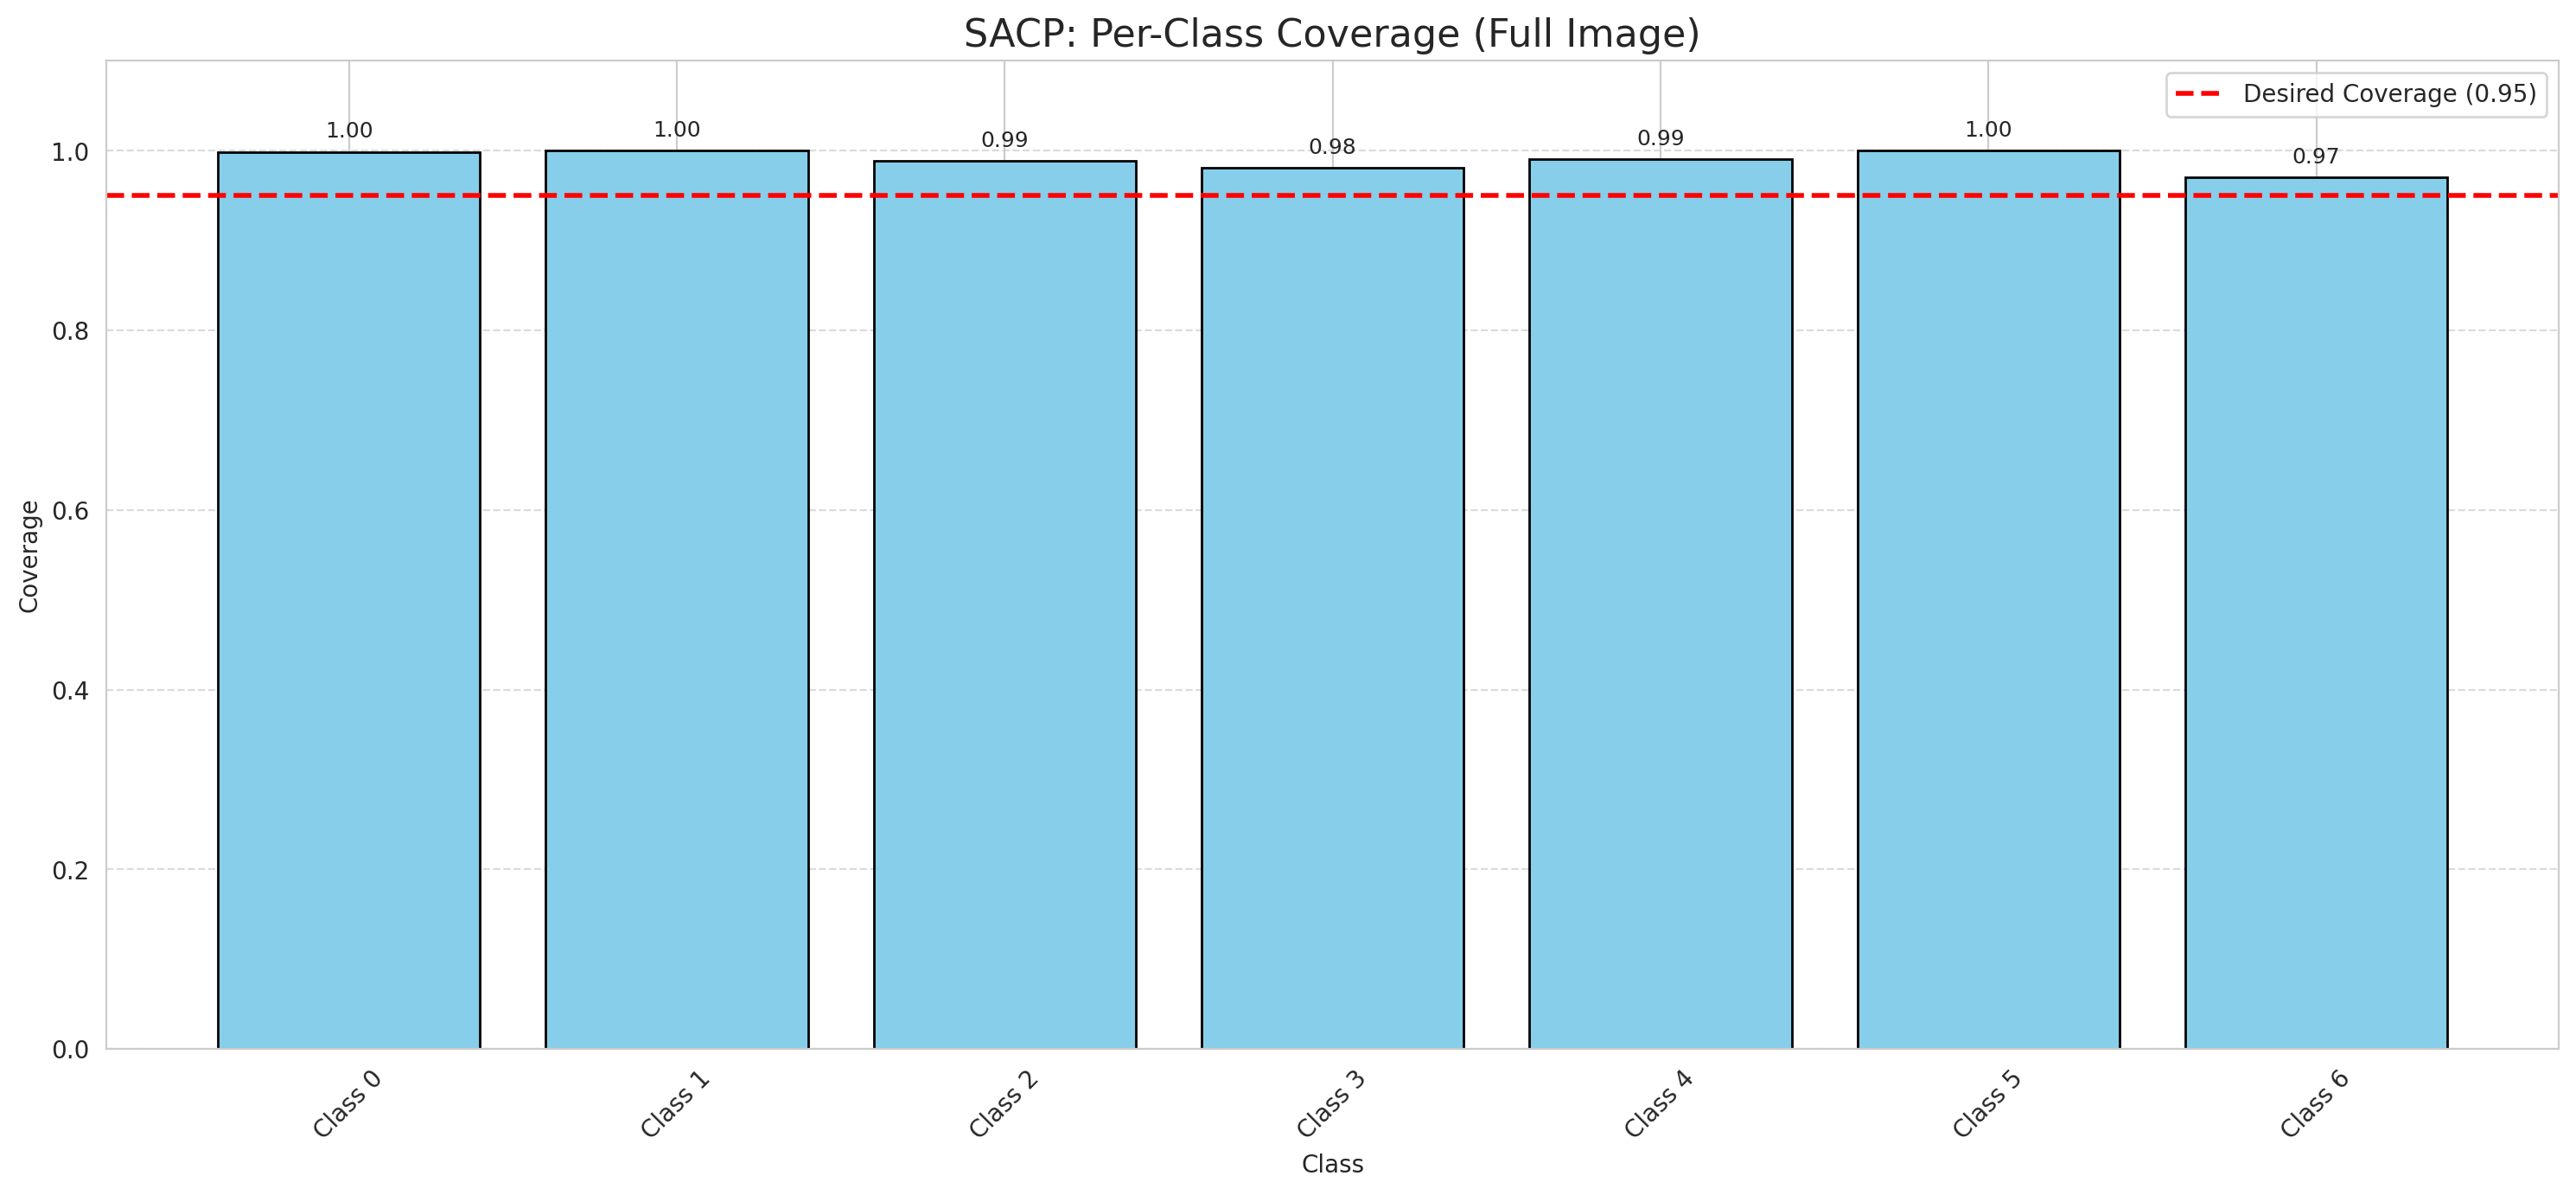 SACP: Per-Class Coverage (Full Image)
Desired Coverage (0.95)
1.00
1.00
0.99
0.98
0.99
1.00
0.97
1.0
0.8
0.6
0.4
0.2
0.0
Coverage
Class 0
Class 1
Class 2
Class 3
Class 4
Class 5
Class 6
Class